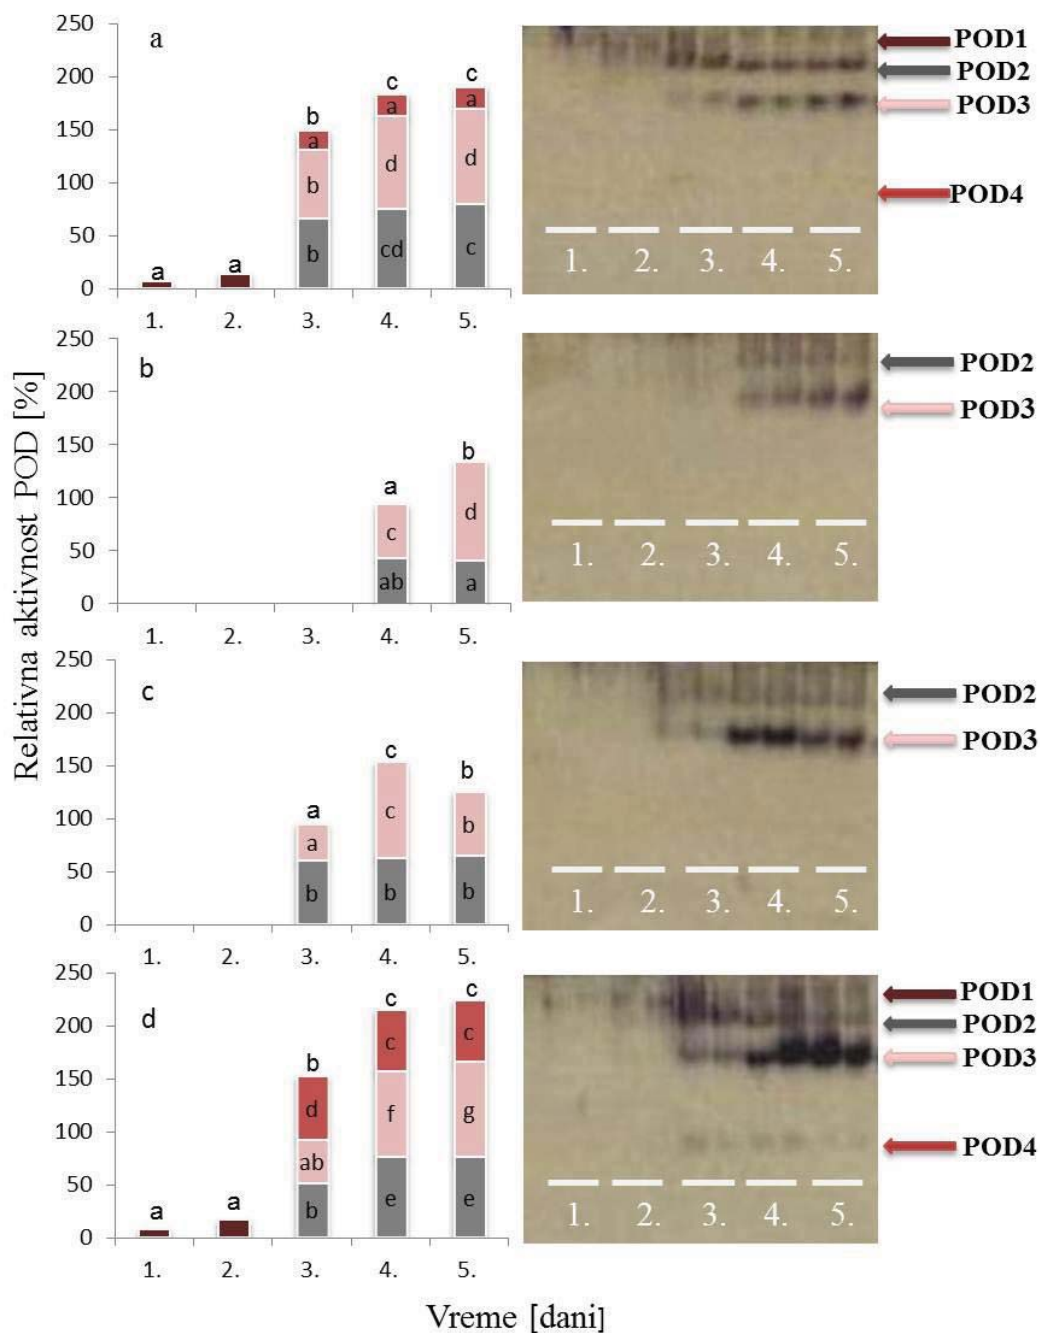 Relativna aktivnost POD [%]
a
250
200
150
100
50
0
a
a
b
a
b
b
c
a
d
cd
c
a
d
c
1. 2. 3. 4. 5.
1. 2. 3. 4. 5.
POD1
POD2
POD3
POD4
b
250
200
150
100
50
0
a
c
ab
b
d
a
1. 2. 3. 4. 5.
1. 2. 3. 4. 5.
POD2
POD3
c
250
200
150
100
50
0
a
a
b
c
c
b
b
b
b
1. 2. 3. 4. 5.
1. 2. 3. 4. 5.
POD2
POD3
d
250
200
150
100
50
0
a
a
b
d
ab
b
c
c
f
e
c
c
g
e
1. 2. 3. 4. 5.
1. 2. 3. 4. 5.
POD1
POD2
POD3
POD4
Vreme [dani]